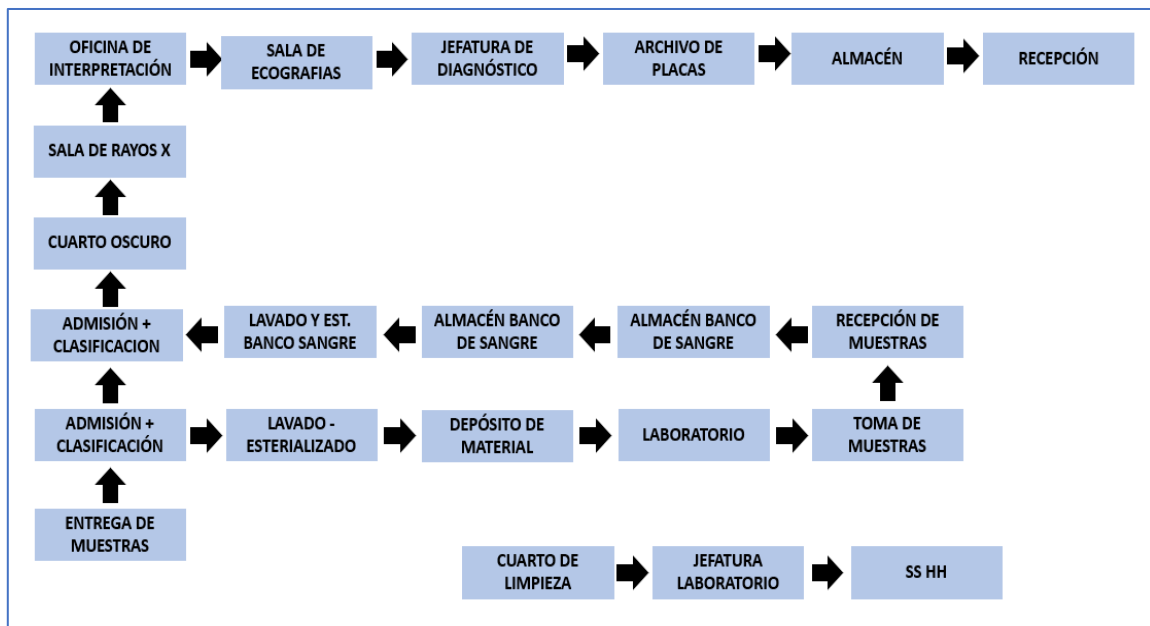 OFICINA DE
INTERPRETACIÓN
SALA DE
ECOGRAFIAS
JEFATURA DE
DIAGNÓSTICO
ARCHIVO DE
PLACAS
ALMACÉN
RECEPCIÓN
SALA DE RAYOS X
CUARTO OSCURO
ADMISIÓN +
CLASIFICACION
LAVADO Y EST.
BANCO SANGRE
ALMACÉN BANCO
DE SANGRE
ALMACÉN BANCO
DE SANGRE
RECEPCIÓN DE
MUESTRAS
ADMISIÓN +
CLASIFICACIÓN
LAVADO -
ESTERIALIZADO
DEPÓSITO DE
MATERIAL
LABORATORIO
TOMA DE
MUESTRAS
ENTREGA DE
MUESTRAS
CUARTO DE
LIMPIEZA
JEFATURA
LABORATORIO
SS HH